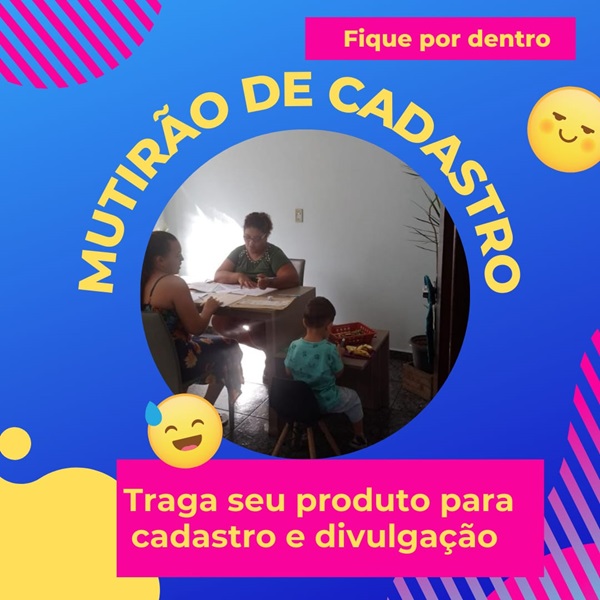 Fique por dentro
MUTIRÃO DE CADASTRO
Traga seu produto para
cadastro e divulgação